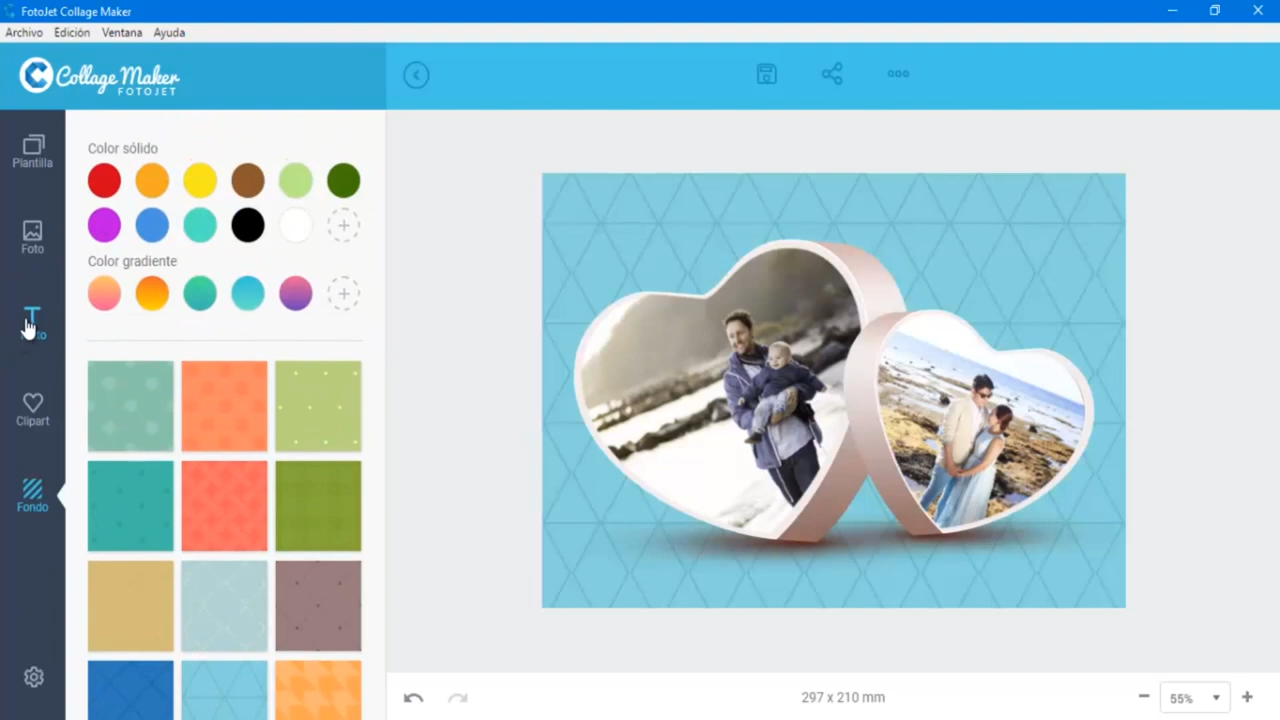 FotoJet Collage Maker
Archivo Edición Ventana Ayuda
Collage Maker
FOTOJET
Plantilla
Foto
Clipart
Fondo
Color sólido
Color gradiente
297 x 210 mm
55%